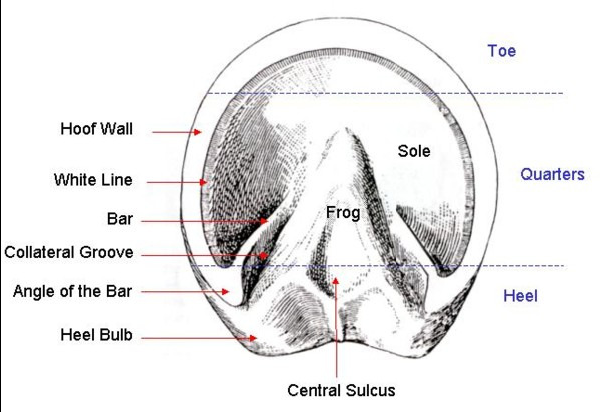 Toe
Hoof Wall
Sole
Quarters
White Line
Bar
Frog
Collateral Groove
Angle of the Bar
Heel
Heel Bulb
Central Sulcus